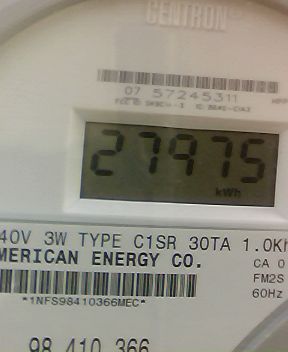 CENTRON®
07 57245311
27975
kWh
40V 3W TYPE C1SR 30TA 1.0Kh
MERICAN ENERGY CO.
CA 0
FM2S
*1NFS98410366MEC*
60Hz
98 410 366